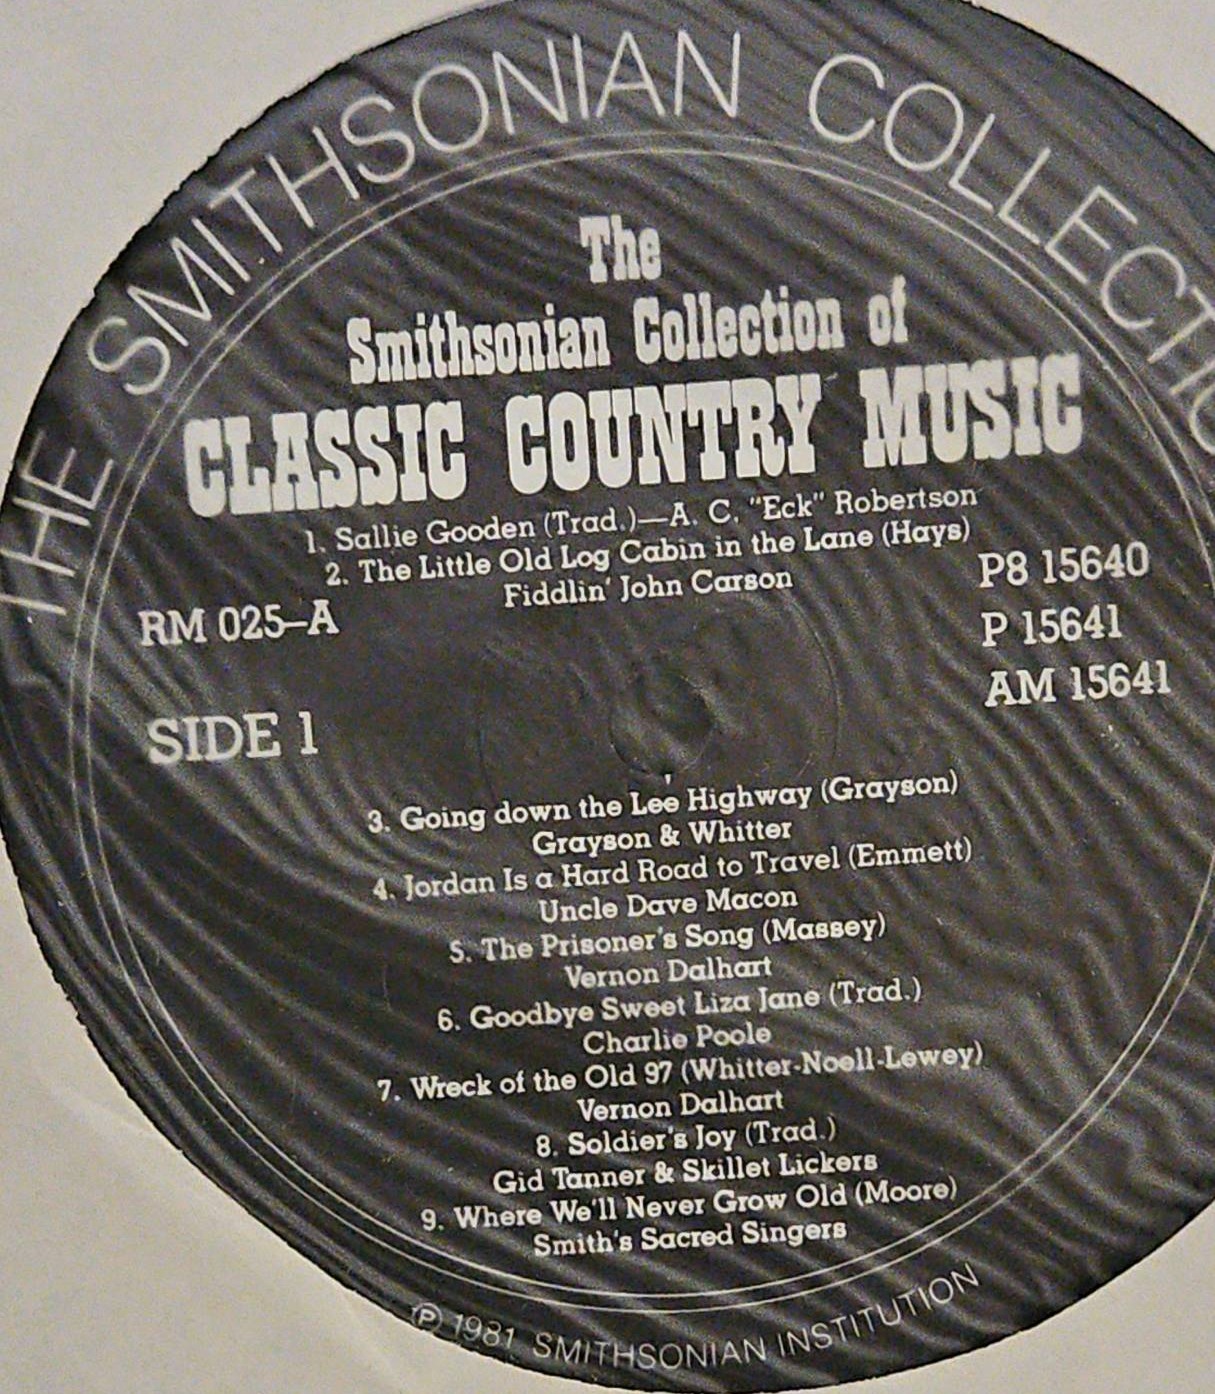 THE SMITHSONIAN COLLECTIO
The
Smithsonian Collection of
CLASSIC COUNTRY MUSIC
1. Sallie Gooden (Trad.)—A. C. "Eck" Robertson
2. The Little Old Log Cabin in the Lane (Hays)
Fiddlin' John Carson
RM 025–A
SIDE 1
P8 15640
P 15641
AM 15641
3. Going down the Lee Highway (Grayson)
Grayson & Whitter
4. Jordan Is a Hard Road to Travel (Emmett)
Uncle Dave Macon
5. The Prisoner's Song (Massey)
Vernon Dalhart
6. Goodbye Sweet Liza Jane (Trad.)
Charlie Poole
7. Wreck of the Old 97 (Whitter-Noell-Lewey)
Vernon Dalhart
8. Soldier's Joy (Trad.)
Gid Tanner & Skillet Lickers
9. Where We'll Never Grow Old (Moore)
Smith's Sacred Singers
℗ 1981 SMITHSONIAN INSTITUTION